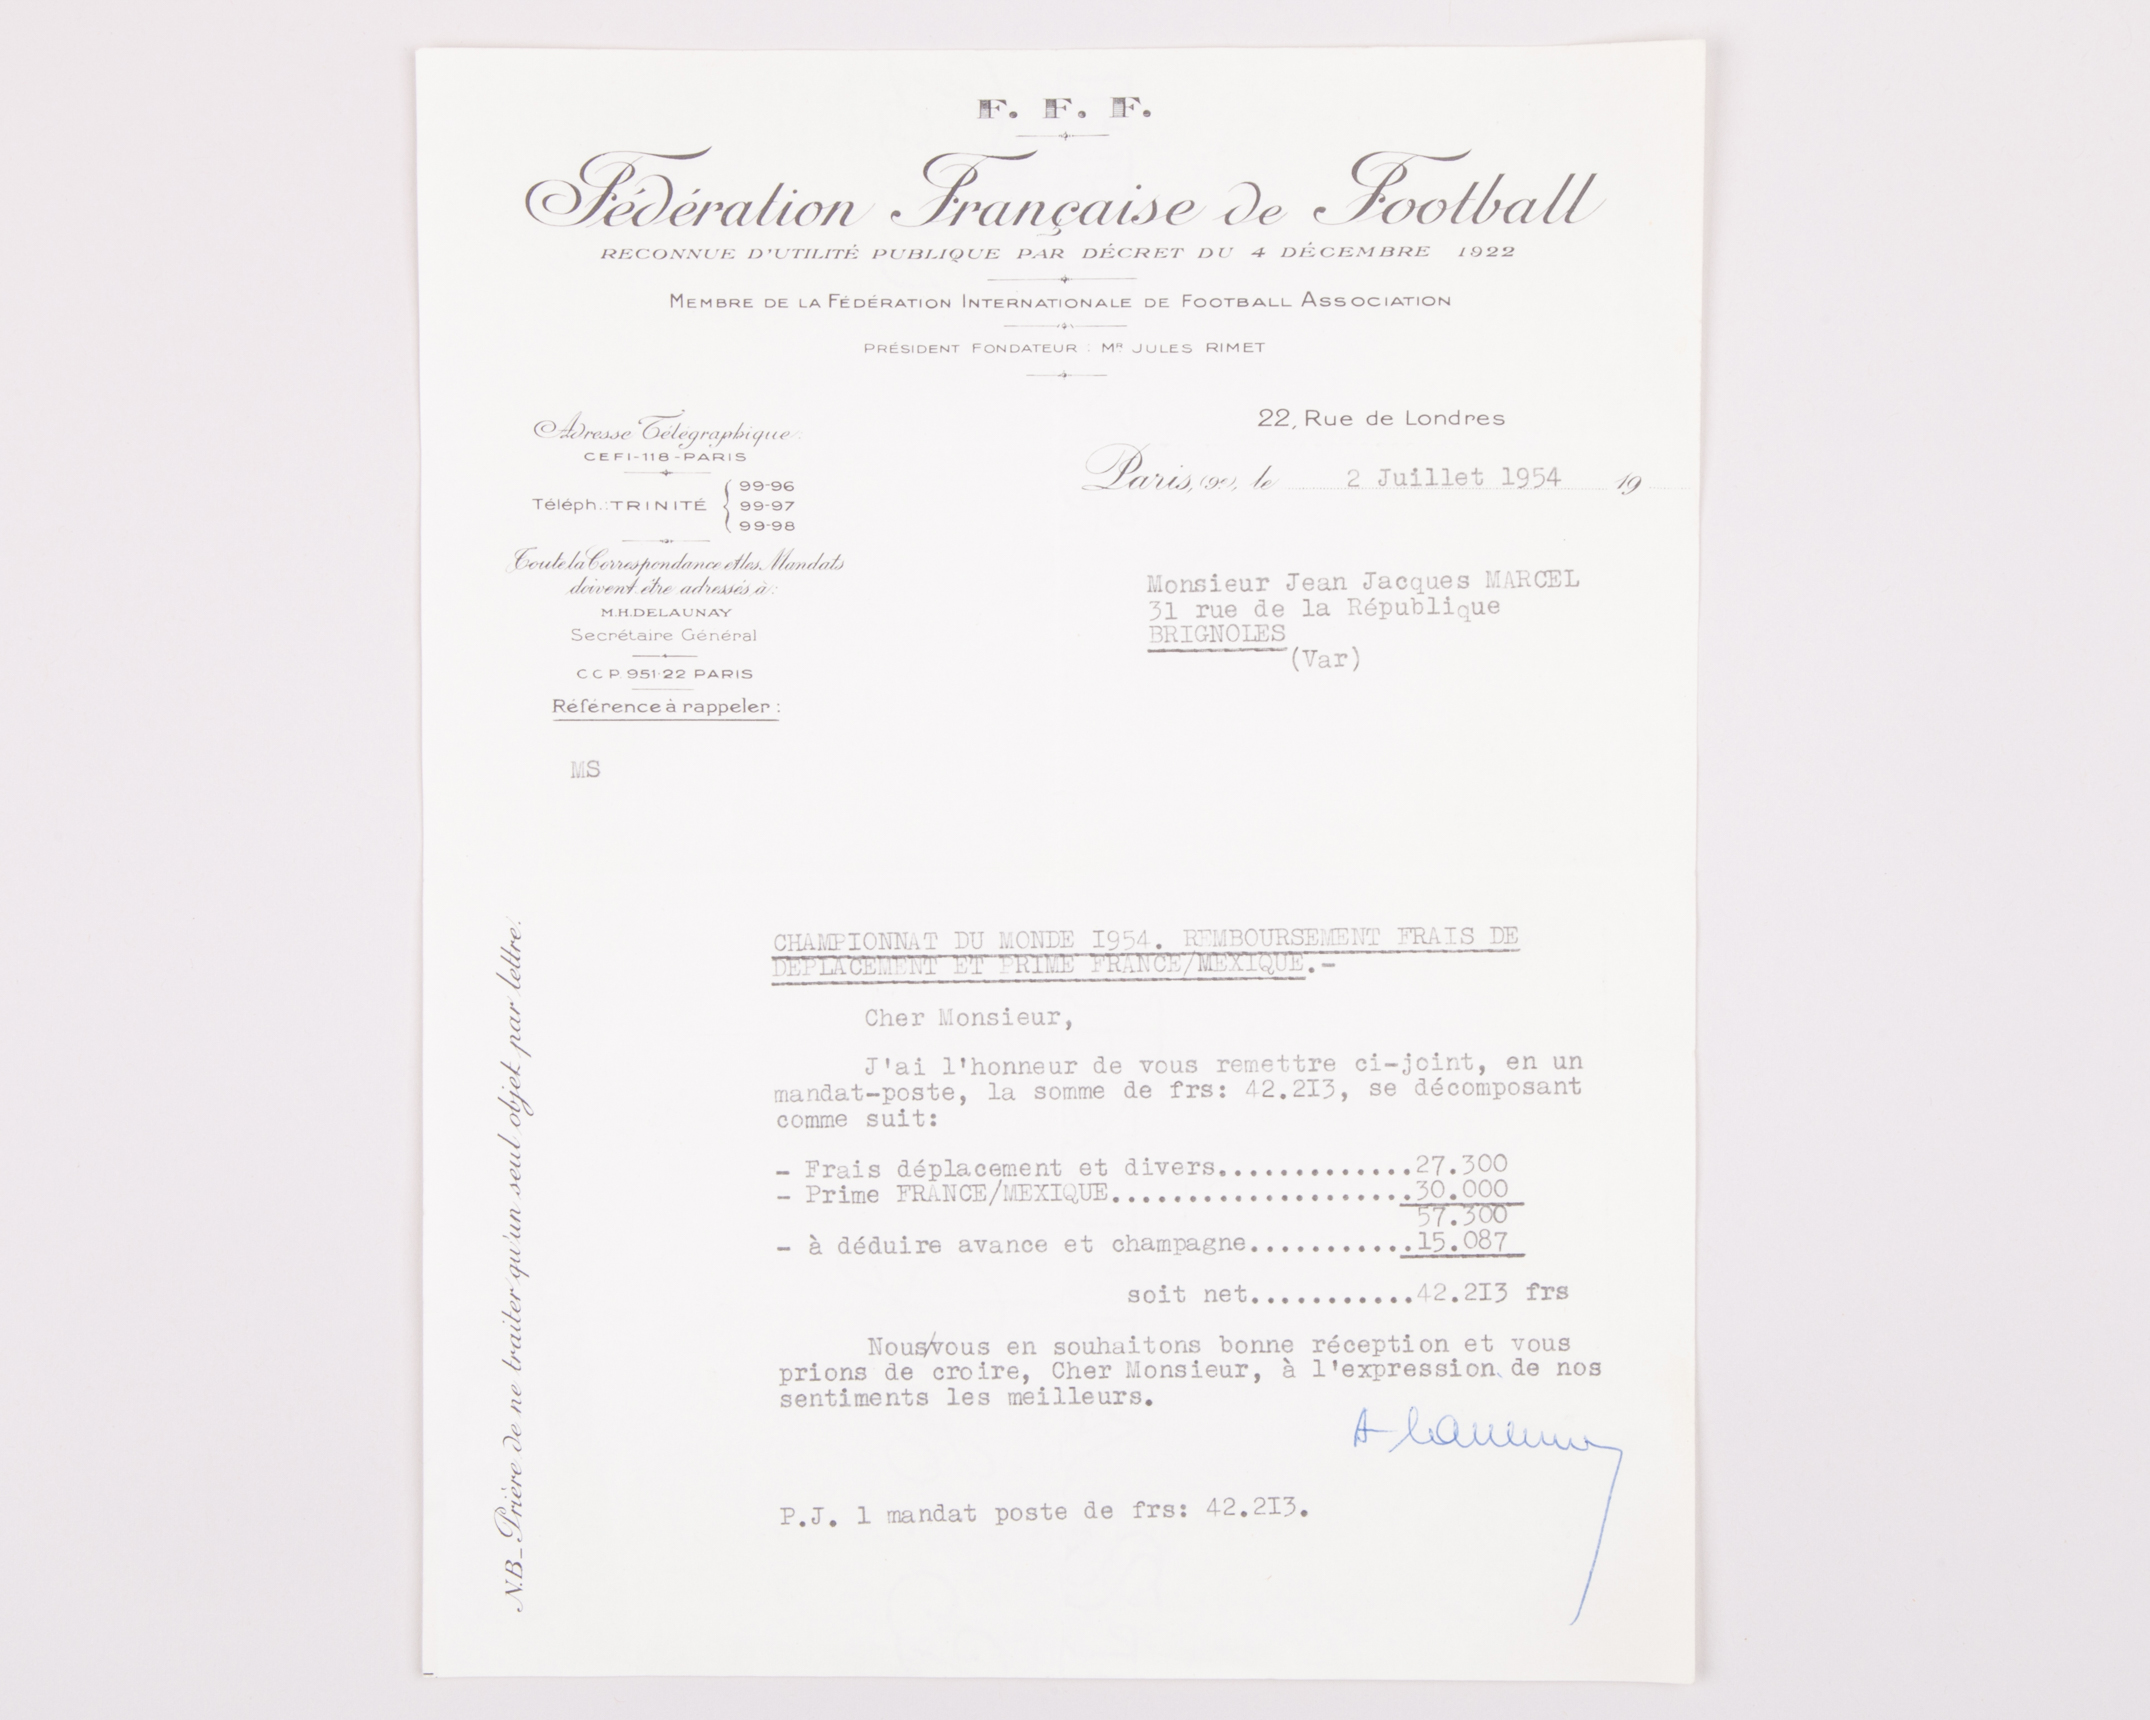 F. F. F.
Fédération Française de Football
RECONNUE D'UTILITÉ PUBLIQUE PAR DÉCRET DU 4 DÉCEMBRE 1922
MEMBRE DE LA FÉDÉRATION INTERNATIONALE DE FOOTBALL ASSOCIATION
PRÉSIDENT FONDATEUR : MR JULES RIMET
Adresse Télégraphique:
CEFI-118-PARIS
Téléph.: TRINITÉ { 99-96
99-97
99-98
Toute la Correspondance et les Mandats
doivent être adressés à:
M.H.DELAUNAY
Secrétaire Général
C C P. 951-22 PARIS
Référence à rappeler :
MS
22, Rue de Londres
Paris, (9e), le 2 Juillet 1954 19
Monsieur Jean Jacques MARCEL
31 rue de la République
BRIGNOLES
(Var)
CHAMPIONNAT DU MONDE I954. REMBOURSEMENT FRAIS DE
DEPLACEMENT ET PRIME FRANCE/MEXIQUE.-
Cher Monsieur,
J'ai l'honneur de vous remettre ci-joint, en un
mandat-poste, la somme de frs: 42.2I3, se décomposant
comme suit:
- Frais déplacement et divers.............27.300
- Prime FRANCE/MEXIQUE....................30.000
57.300
- à déduire avance et champagne...........15.087
soit net...........42.2I3 frs
Nous/vous en souhaitons bonne réception et vous
prions de croire, Cher Monsieur, à l'expression de nos
sentiments les meilleurs.
P.J. 1 mandat poste de frs: 42.2I3.
N.B_Prière de ne traiter qu'un seul objet par lettre.